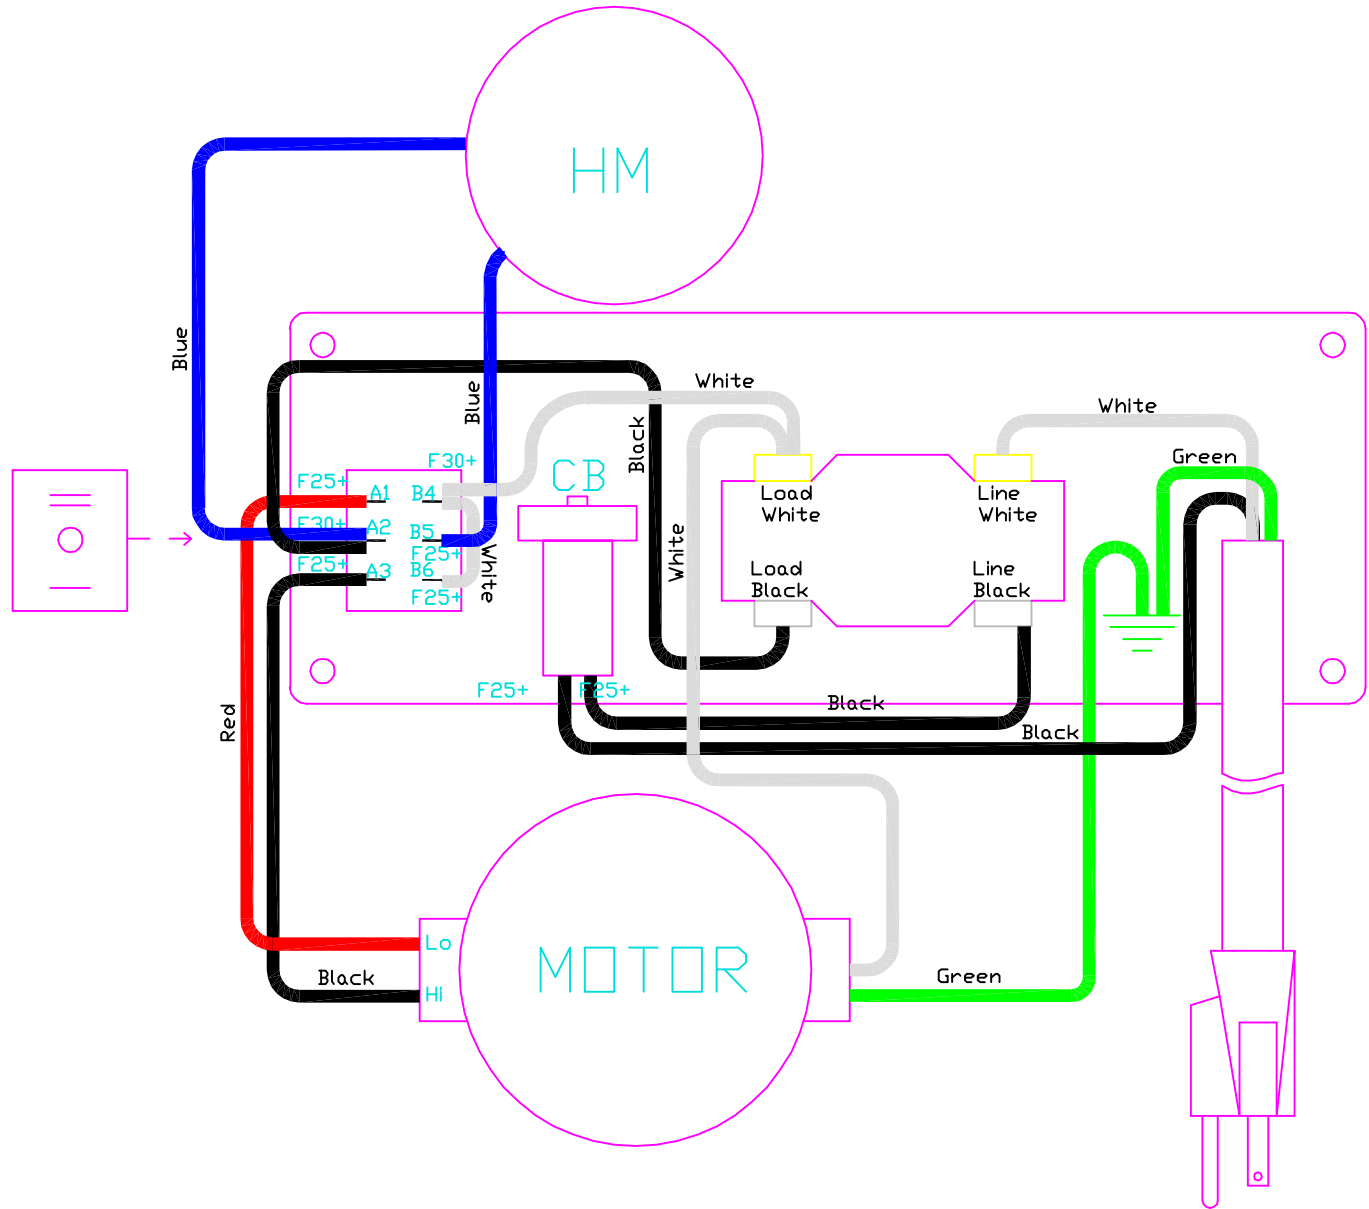 HM
Blue
Blue
White
White
Black
F30+
CB
Green
F25+
A1
B4
Load
White
Line
White
F30+
A2
B5
F25+
White
White
F25+
A3
B6
F25+
Load
Black
Line
Black
F25+
F25+
Black
Red
Black
Lo
MOTOR
Black
Hi
Green